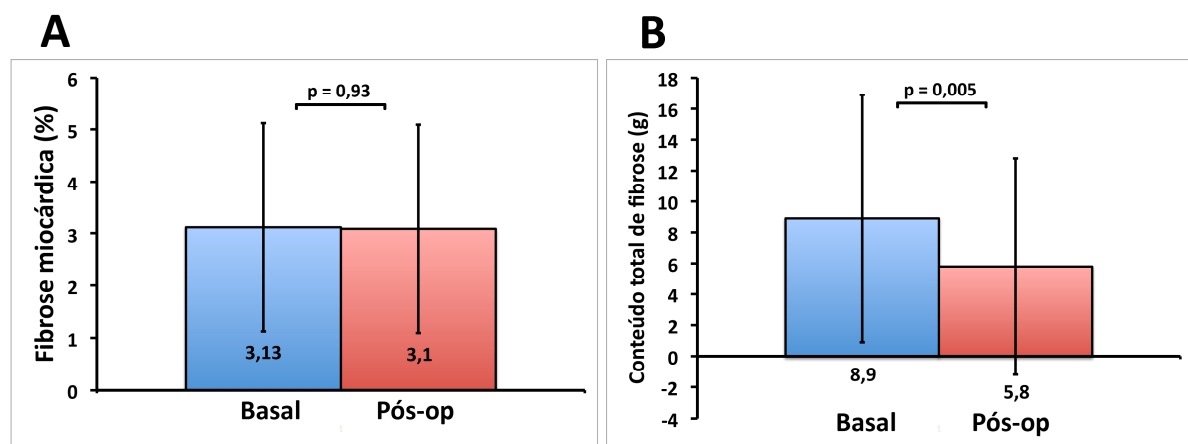 A
Fibrose miocárdica (%)
6
5
4
3
2
1
0
p = 0,93
3,13
3,1
Basal
Pós-op
B
Conteúdo total de fibrose (g)
18
16
14
12
10
8
6
4
2
0
-2
-4
p = 0,005
8,9
5,8
Basal
Pós-op